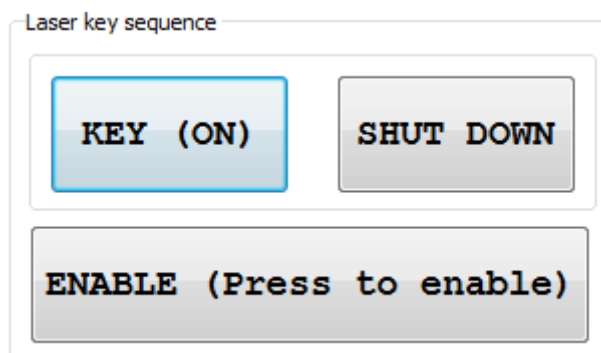 Laser key sequence
KEY (ON) SHUT DOWN
ENABLE (Press to enable)